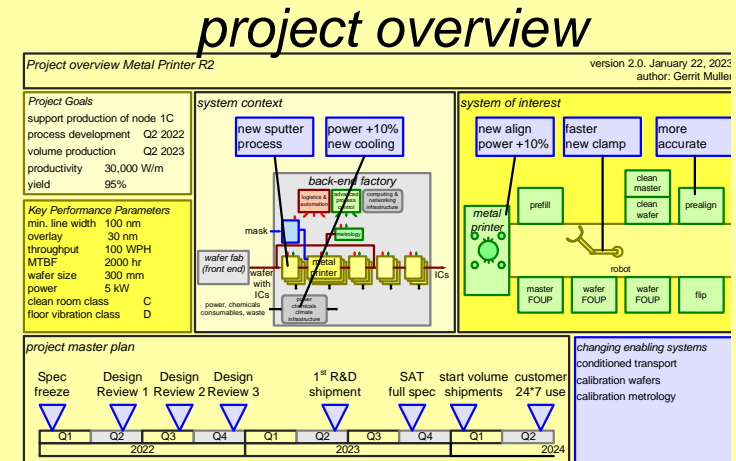 project overview
Project overview Metal Printer R2
version 2.0. January 22, 2023
author: Gerrit Muller
Project Goals
support production of node 1C
process development Q2 2022
volume production Q2 2023
productivity 30,000 W/m
yield 95%
Key Performance Parameters
min. line width 100 nm
overlay 30 nm
throughput 100 WPH
MTBF 2000 hr
wafer size 300 mm
power 5 kW
clean room class C
floor vibration class D
system context
new sputter
process
power +10%
new cooling
back-end factory
logistics &
automation
advanced
process
control
computing &
networking
infrastructure
mask
metrology
wafer fab
(front end)
metal
printer
wafer
with
ICs
ICs
power, chemicals
consumables, waste
power
chemicals
climate
infrastructure
system of interest
new align
power +10%
faster
new clamp
more
accurate
clean
master
clean
wafer
prefill
prealign
metal
printer
robot
master
FOUP
wafer
FOUP
wafer
FOUP
flip
project master plan
Spec
freeze
Design
Review 1
Design
Review 2
Design
Review 3
1st R&D
shipment
SAT
full spec
start volume
shipments
customer
24*7 use
Q1 Q2 Q3 Q4 Q1 Q2 Q3 Q4 Q1 Q2
2022 2023 2024
changing enabling systems
conditioned transport
calibration wafers
calibration metrology